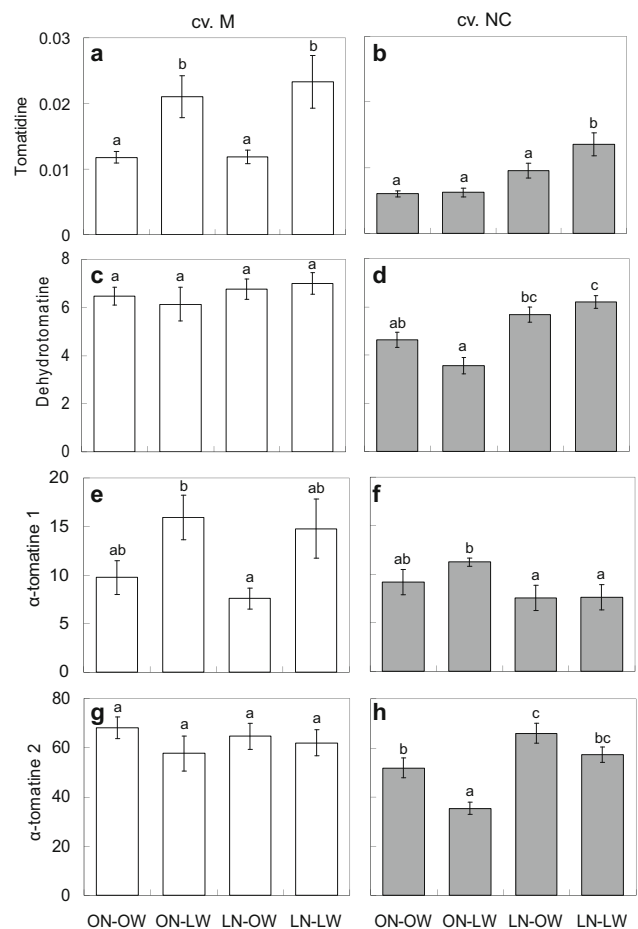 cv. M cv. NC
a b
Tomatidine
0.03
0.02
0.01
0
a b a b
a a a b
c d
Dehydrotomatine
8
6
4
2
0
a a a a
ab a bc c
e f
α-tomatine 1
20
15
10
5
0
ab b a ab
ab b a a
g h
α-tomatine 2
80
60
40
20
0
a a a a
b a c bc
ON-OW ON-LW LN-OW LN-LW ON-OW ON-LW LN-OW LN-LW